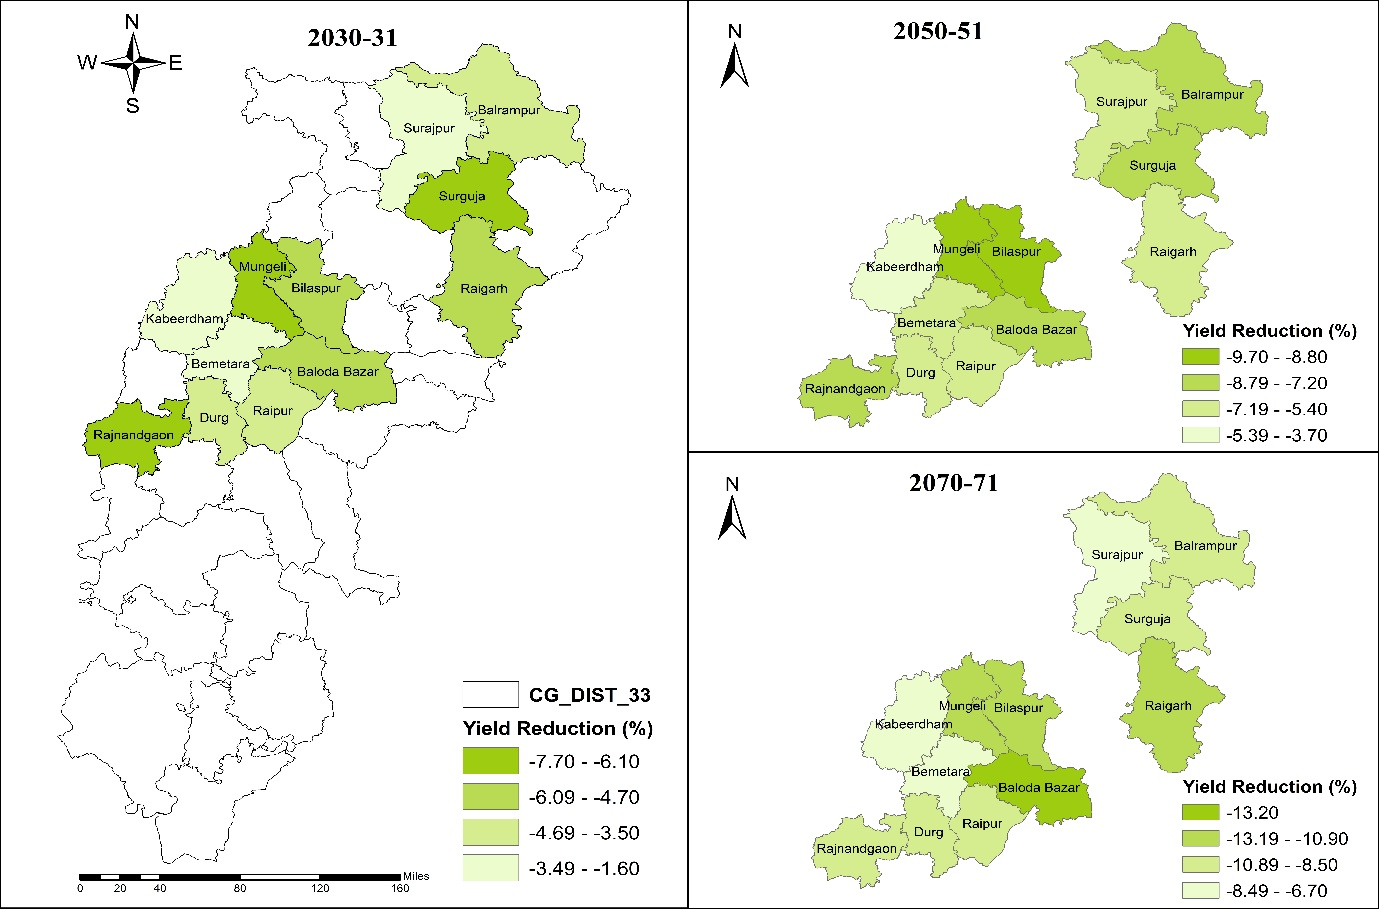 2030-31
N
W
E
S
Balrampur
Surajpur
Surguja
Mungeli
Bilaspur
Raigarh
Kabeerdham
Bemetara
Baloda Bazar
Durg
Raipur
Rajnandgaon
CG_DIST_33
Yield Reduction (%)
-7.70 - -6.10
-6.09 - -4.70
-4.69 - -3.50
-3.49 - -1.60
Miles
0 20 40 80 120 160
2050-51
N
Balrampur
Surajpur
Surguja
Mungeli
Bilaspur
Raigarh
Kabeerdham
Bemetara
Baloda Bazar
Durg
Raipur
Rajnandgaon
Yield Reduction (%)
-9.70 - -8.80
-8.79 - -7.20
-7.19 - -5.40
-5.39 - -3.70
2070-71
N
Balrampur
Surajpur
Surguja
Mungeli
Bilaspur
Raigarh
Kabeerdham
Bemetara
Baloda Bazar
Raipur
Durg
Rajnandgaon
Yield Reduction (%)
-13.20
-13.19 - -10.90
-10.89 - -8.50
-8.49 - -6.70